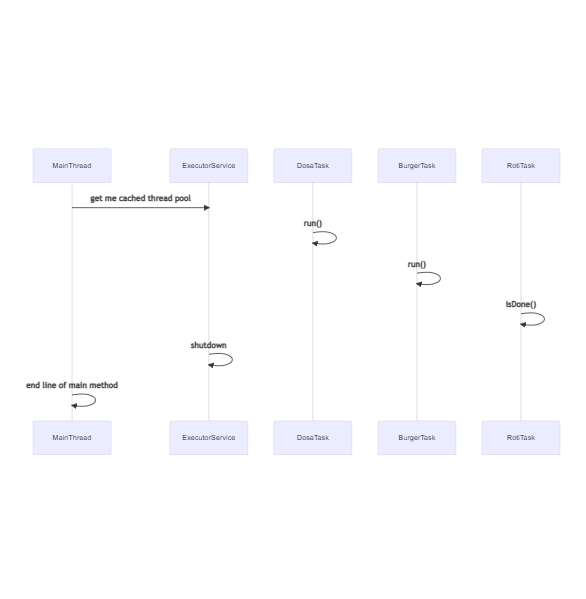 MainThread
ExecutorService
DosaTask
BurgerTask
RotiTask
get me cached thread pool
run()
run()
isDone()
shutdown
end line of main method
MainThread
ExecutorService
DosaTask
BurgerTask
RotiTask